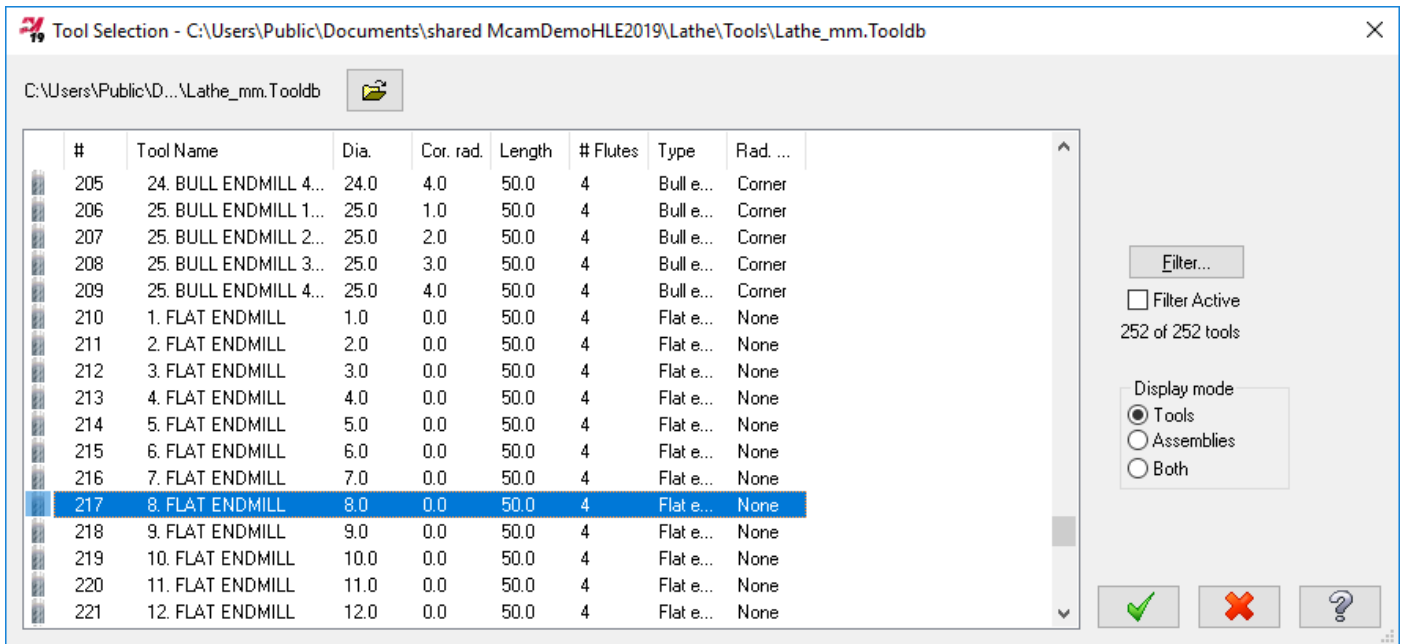 19 Tool Selection - C:\Users\Public\Documents\shared McamDemoHLE2019\Lathe\Tools\Lathe_mm.Tooldb
C:\Users\Public\D...\Lathe_mm.Tooldb
# Tool Name Dia. Cor. rad. Length # Flutes Type Rad. ...
205 24. BULL ENDMILL 4... 24.0 4.0 50.0 4 Bull e... Corner
206 25. BULL ENDMILL 1... 25.0 1.0 50.0 4 Bull e... Corner
207 25. BULL ENDMILL 2... 25.0 2.0 50.0 4 Bull e... Corner
208 25. BULL ENDMILL 3... 25.0 3.0 50.0 4 Bull e... Corner
209 25. BULL ENDMILL 4... 25.0 4.0 50.0 4 Bull e... Corner
210 1. FLAT ENDMILL 1.0 0.0 50.0 4 Flat e... None
211 2. FLAT ENDMILL 2.0 0.0 50.0 4 Flat e... None
212 3. FLAT ENDMILL 3.0 0.0 50.0 4 Flat e... None
213 4. FLAT ENDMILL 4.0 0.0 50.0 4 Flat e... None
214 5. FLAT ENDMILL 5.0 0.0 50.0 4 Flat e... None
215 6. FLAT ENDMILL 6.0 0.0 50.0 4 Flat e... None
216 7. FLAT ENDMILL 7.0 0.0 50.0 4 Flat e... None
217 8. FLAT ENDMILL 8.0 0.0 50.0 4 Flat e... None
218 9. FLAT ENDMILL 9.0 0.0 50.0 4 Flat e... None
219 10. FLAT ENDMILL 10.0 0.0 50.0 4 Flat e... None
220 11. FLAT ENDMILL 11.0 0.0 50.0 4 Flat e... None
221 12. FLAT ENDMILL 12.0 0.0 50.0 4 Flat e... None
Filter...
Filter Active
252 of 252 tools
Display mode
Tools
Assemblies
Both